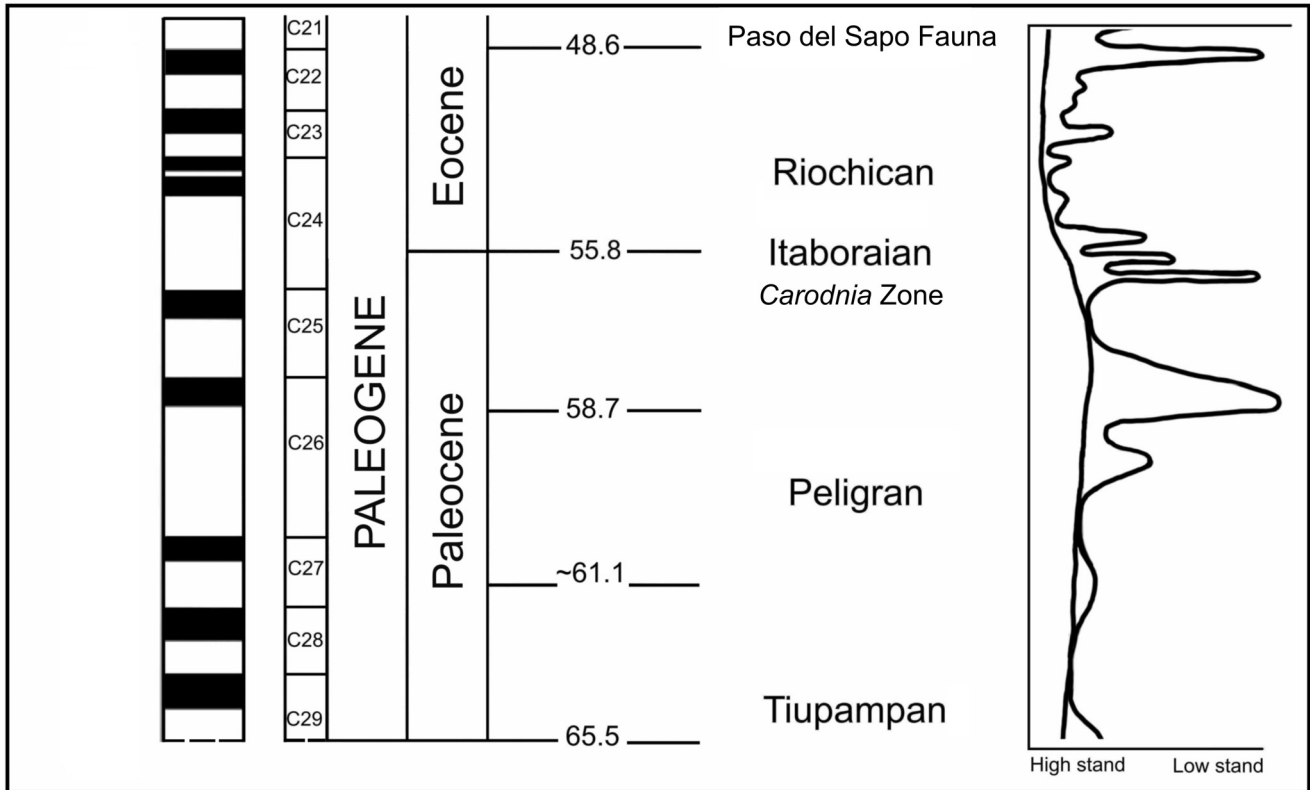 C21
C22
C23
C24
C25
C26
C27
C28
C29
PALEOGENE
Eocene
Paleocene
48.6
55.8
58.7
~61.1
65.5
Paso del Sapo Fauna
Riochican
Itaboraian
Carodnia Zone
Peligran
Tiupampan
High stand
Low stand